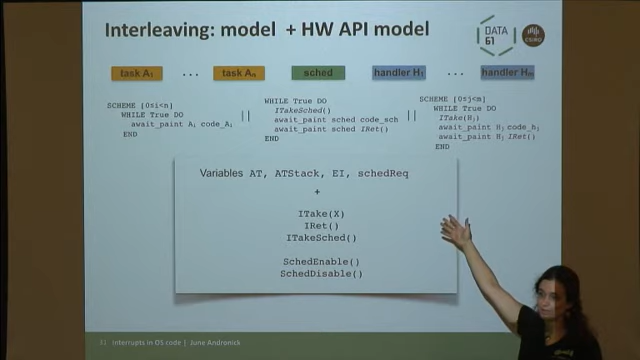 Interleaving: model + HW API model
DATA
61
CSIRO
task A₁ ... task Aₙ sched handler H₁ ... handler Hₘ
SCHEME [0≤i<n]
WHILE True DO
await_paint Aᵢ code_Aᵢ
END
||
WHILE True DO
ITakeSched()
await_paint sched code_sch
await_paint sched IRet()
END
||
SCHEME [0≤j<m]
WHILE True DO
ITake(Hⱼ)
await_paint Hⱼ code_hⱼ
await_paint Hⱼ IRet()
END
Variables AT, ATStack, EI, schedReq
+
ITake(X)
IRet()
ITakeSched()
SchedEnable()
SchedDisable()
Interrupts in OS code | June Andronick